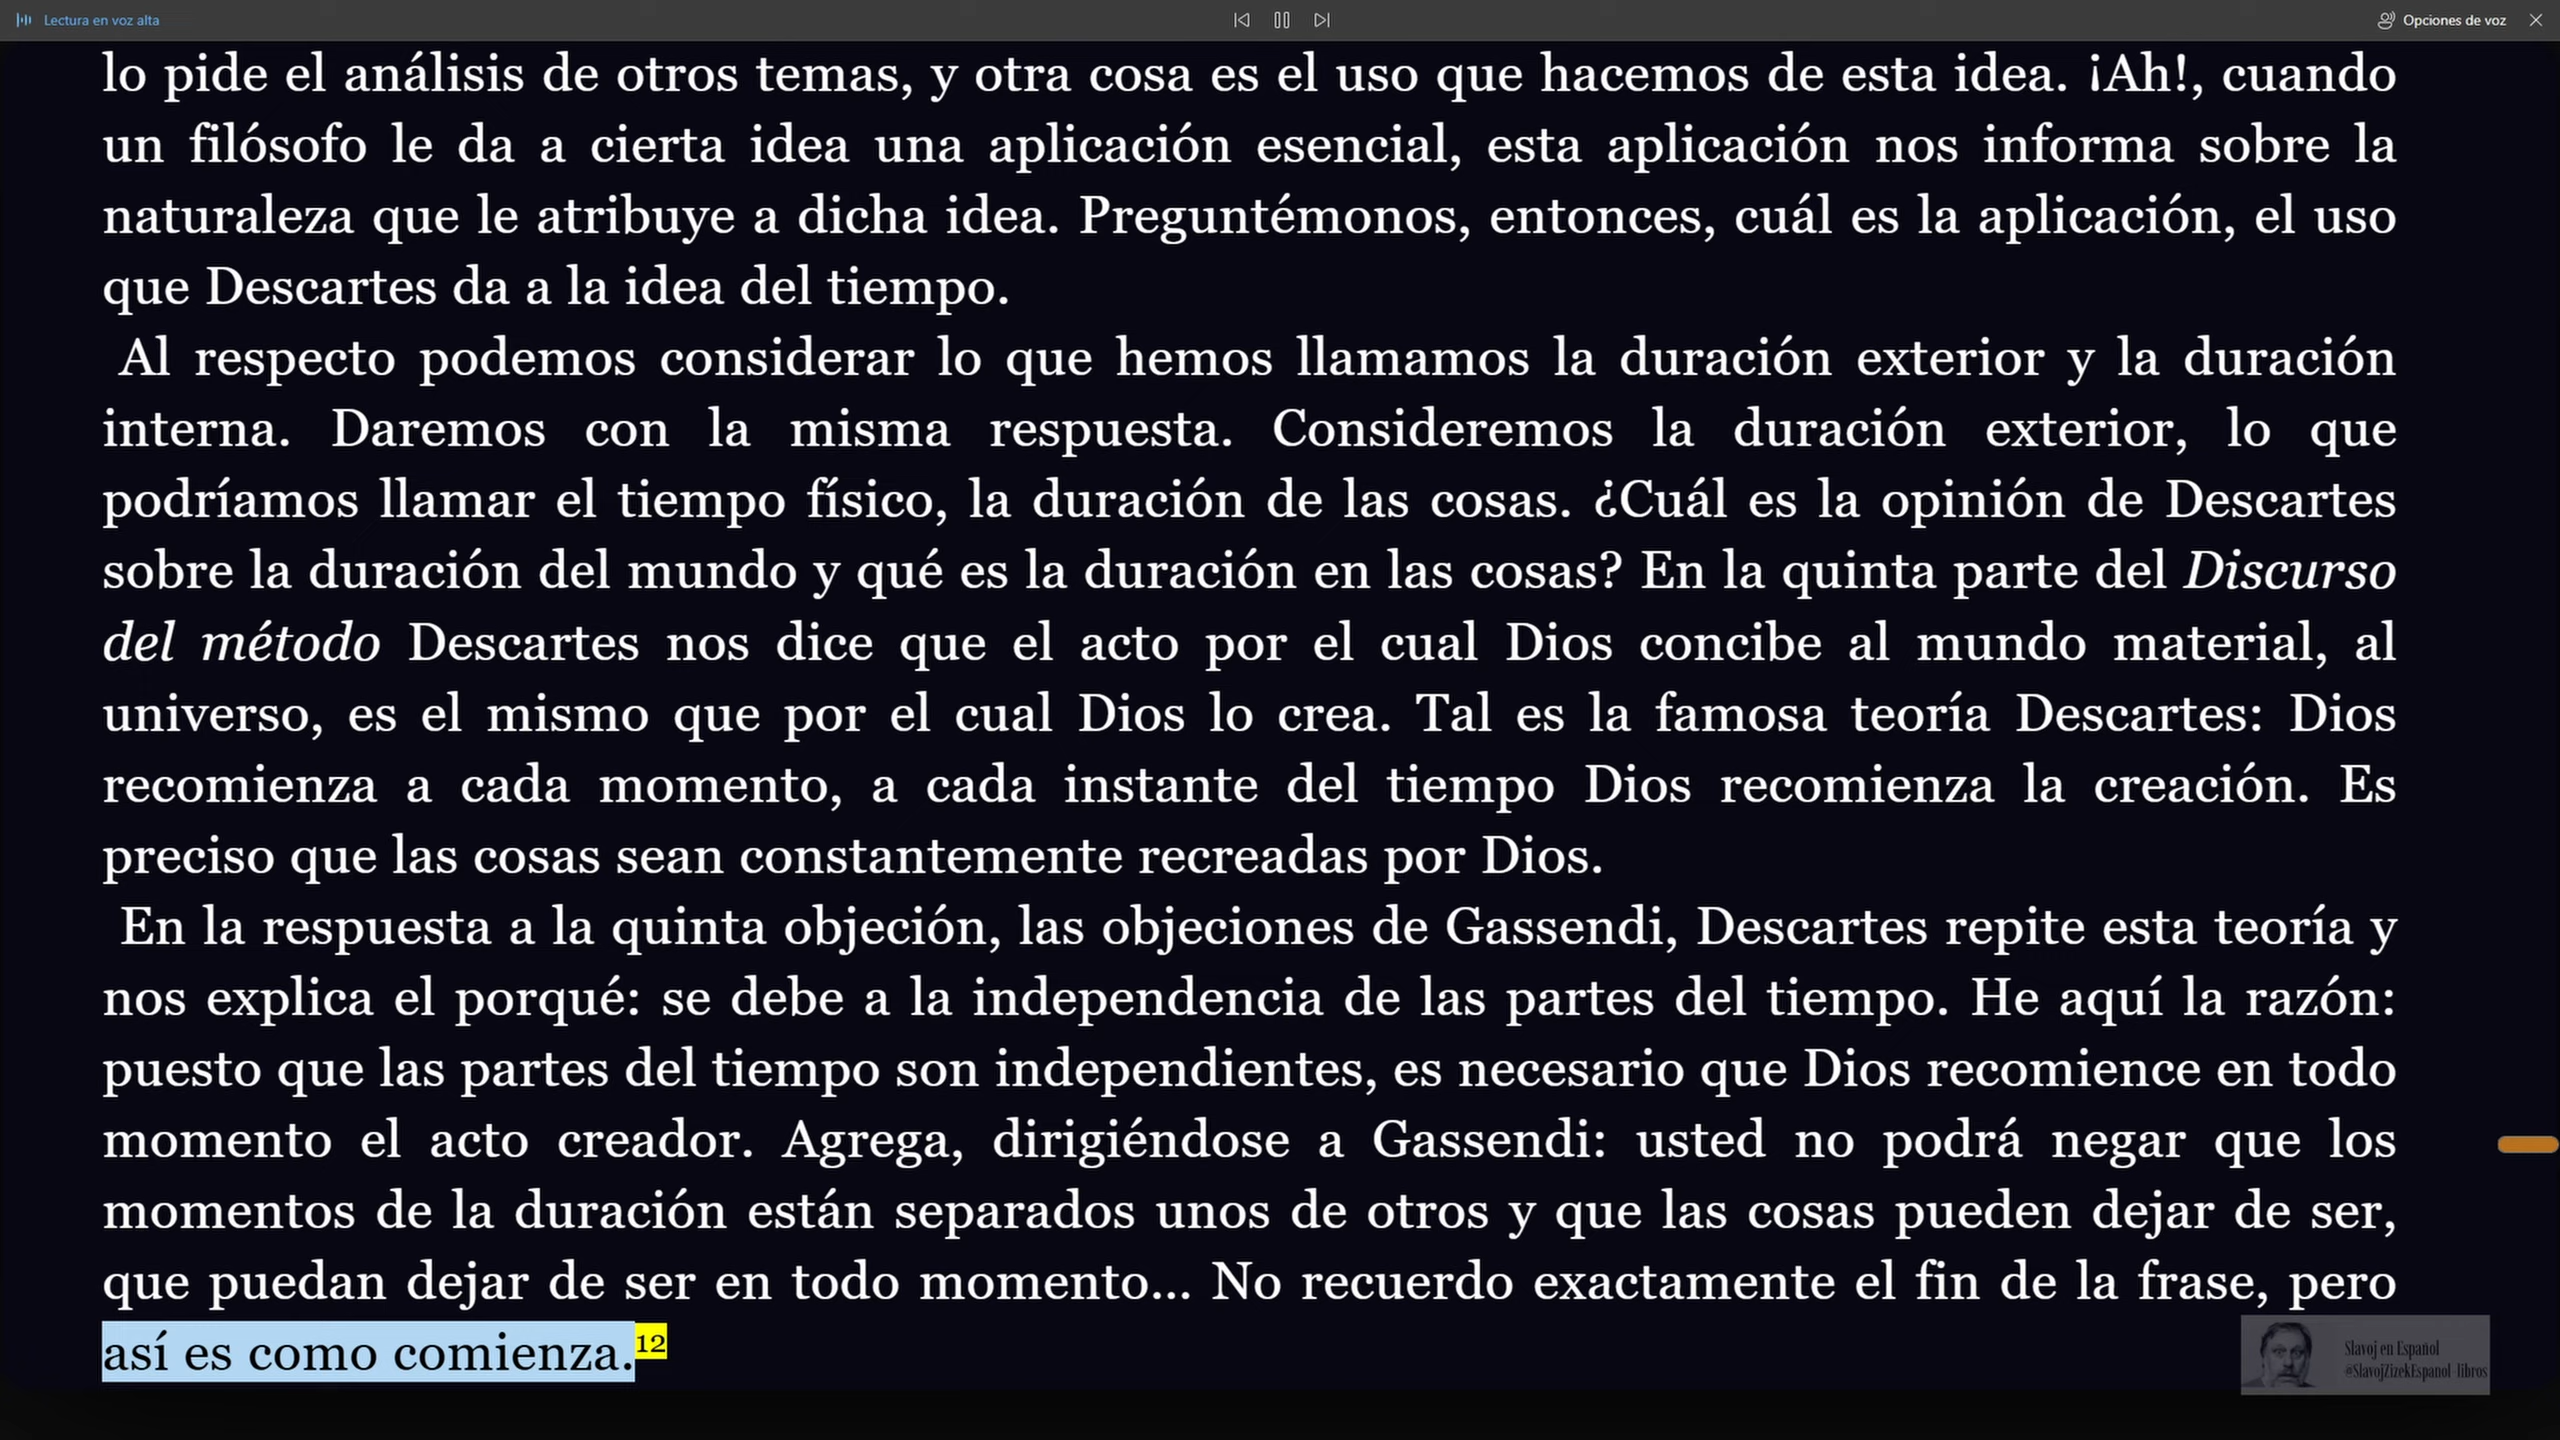 Lectura en voz alta
Opciones de voz
lo pide el análisis de otros temas, y otra cosa es el uso que hacemos de esta idea. ¡Ah!, cuando
un filósofo le da a cierta idea una aplicación esencial, esta aplicación nos informa sobre la
naturaleza que le atribuye a dicha idea. Preguntémonos, entonces, cuál es la aplicación, el uso
que Descartes da a la idea del tiempo.
Al respecto podemos considerar lo que hemos llamamos la duración exterior y la duración
interna. Daremos con la misma respuesta. Consideremos la duración exterior, lo que
podríamos llamar el tiempo físico, la duración de las cosas. ¿Cuál es la opinión de Descartes
sobre la duración del mundo y qué es la duración en las cosas? En la quinta parte del Discurso
del método Descartes nos dice que el acto por el cual Dios concibe al mundo material, al
universo, es el mismo que por el cual Dios lo crea. Tal es la famosa teoría Descartes: Dios
recomienza a cada momento, a cada instante del tiempo Dios recomienza la creación. Es
preciso que las cosas sean constantemente recreadas por Dios.
En la respuesta a la quinta objeción, las objeciones de Gassendi, Descartes repite esta teoría y
nos explica el porqué: se debe a la independencia de las partes del tiempo. He aquí la razón:
puesto que las partes del tiempo son independientes, es necesario que Dios recomience en todo
momento el acto creador. Agrega, dirigiéndose a Gassendi: usted no podrá negar que los
momentos de la duración están separados unos de otros y que las cosas pueden dejar de ser,
que puedan dejar de ser en todo momento... No recuerdo exactamente el fin de la frase, pero
así es como comienza.12
Slavoj en Español
@SlavojZizekEspanol-libros